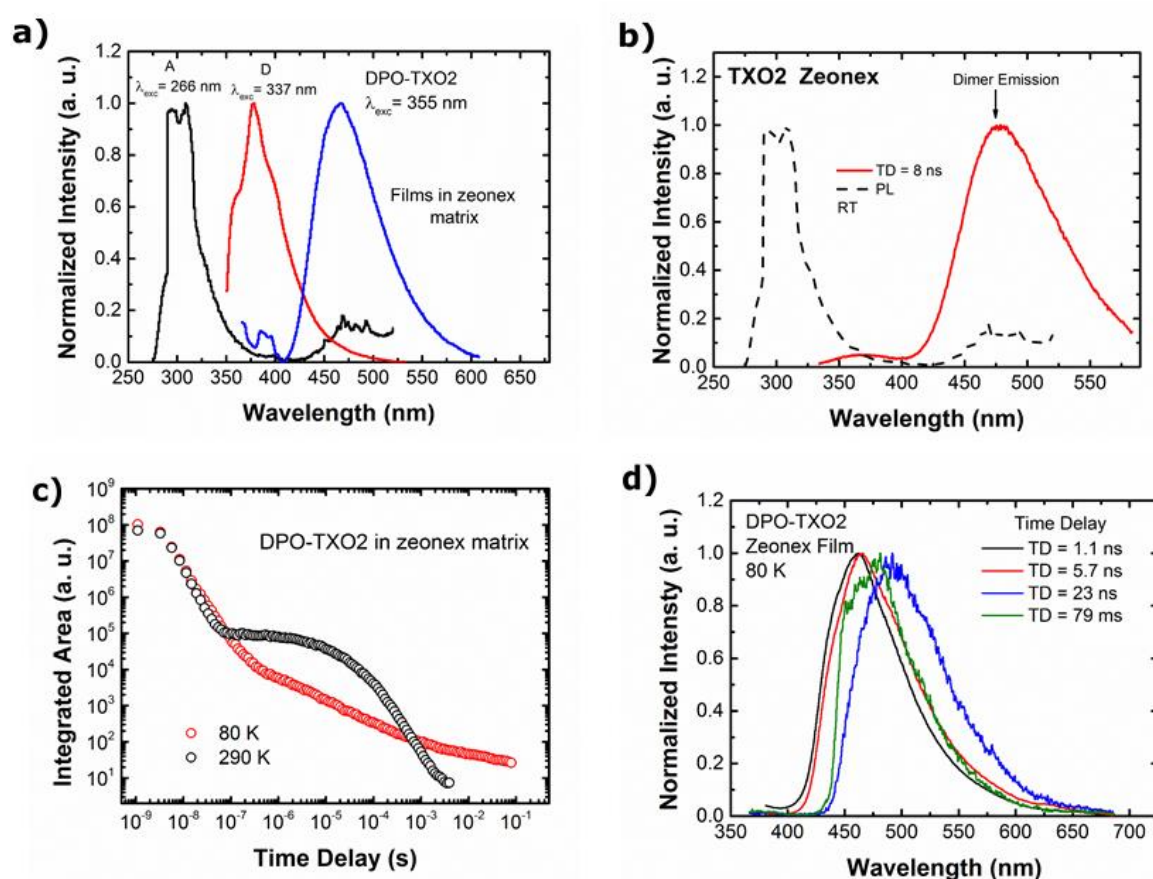 a)
A
λexc= 266 nm
D
λexc= 337 nm
DPO-TXO2
λexc= 355 nm
Films in zeonex
matrix
Normalized Intensity (a. u.)
1.2
1.0
0.8
0.6
0.4
0.2
0.0
250 300 350 400 450 500 550 600 650
Wavelength (nm)
b)
TXO2 Zeonex
Dimer Emission
TD = 8 ns
PL
RT
Normalized Intensity (a. u.)
1.2
1.0
0.8
0.6
0.4
0.2
0.0
250 300 350 400 450 500 550
Wavelength (nm)
c)
DPO-TXO2 in zeonex matrix
80 K
290 K
Integrated Area (a. u.)
10^9
10^8
10^7
10^6
10^5
10^4
10^3
10^2
10^1
10^-9 10^-8 10^-7 10^-6 10^-5 10^-4 10^-3 10^-2 10^-1
Time Delay (s)
d)
DPO-TXO2
Zeonex Film
80 K
Time Delay
TD = 1.1 ns
TD = 5.7 ns
TD = 23 ns
TD = 79 ms
Normalized Intensty (a. u.)
1.2
1.0
0.8
0.6
0.4
0.2
0.0
350 400 450 500 550 600 650 700
Wavelength (nm)